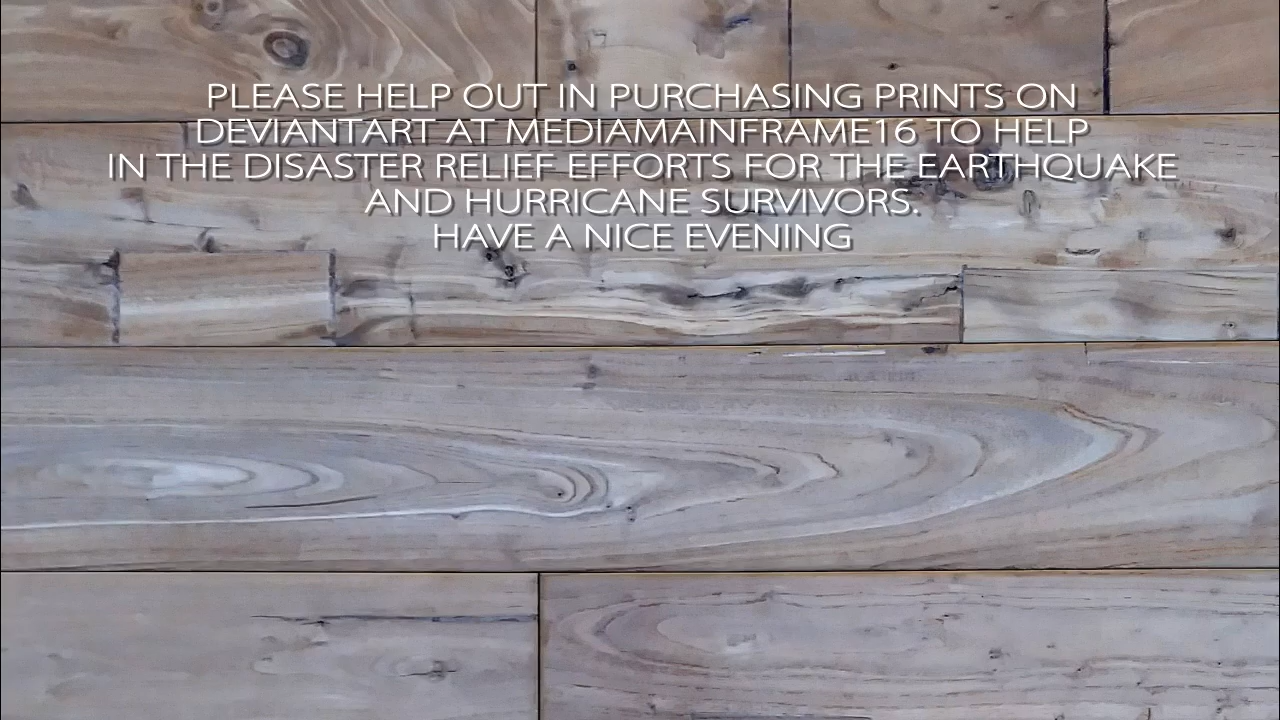 PLEASE HELP OUT IN PURCHASING PRINTS ON
DEVIANTART AT MEDIAMAINFRAME16 TO HELP
IN THE DISASTER RELIEF EFFORTS FOR THE EARTHQUAKE
AND HURRICANE SURVIVORS.
HAVE A NICE EVENING